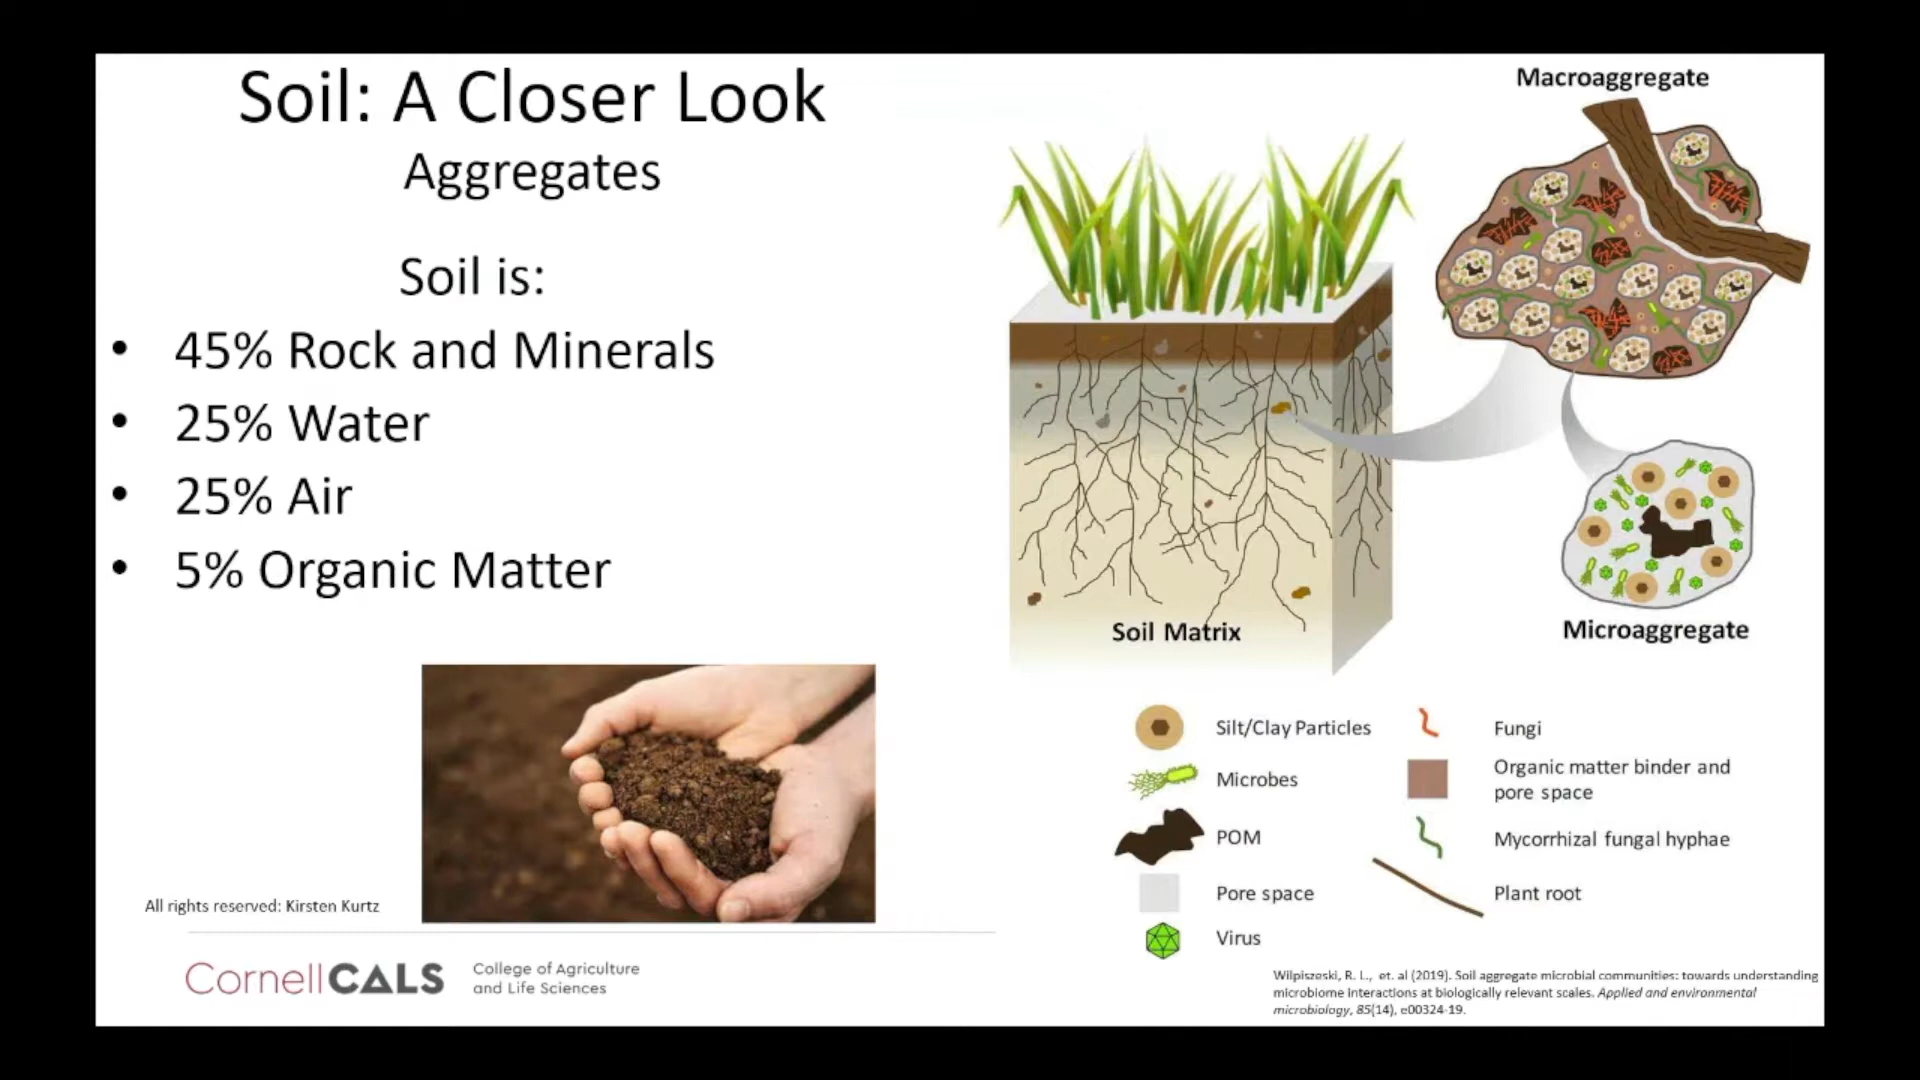 Soil: A Closer Look
Aggregates
Soil is:
• 45% Rock and Minerals
• 25% Water
• 25% Air
• 5% Organic Matter
All rights reserved: Kirsten Kurtz
CornellCALS
College of Agriculture
and Life Sciences
Macroaggregate
Soil Matrix
Microaggregate
Silt/Clay Particles
Microbes
POM
Pore space
Virus
Fungi
Organic matter binder and
pore space
Mycorrhizal fungal hyphae
Plant root
Wilpiszeski, R. L., et. al (2019). Soil aggregate microbial communities: towards understanding
microbiome interactions at biologically relevant scales. Applied and environmental
microbiology, 85(14), e00324-19.